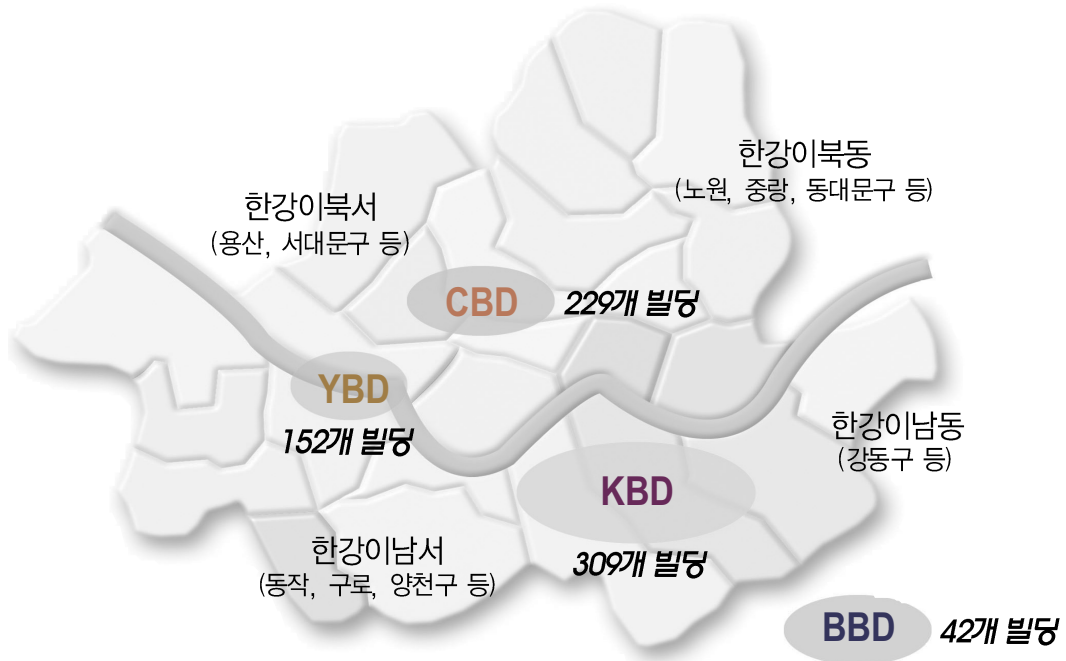 한강이북동
(노원, 중랑, 동대문구 등)
한강이북서
(용산, 서대문구 등)
CBD
229개 빌딩
YBD
152개 빌딩
한강이남동
(강동구 등)
KBD
309개 빌딩
한강이남서
(동작, 구로, 양천구 등)
BBD
42개 빌딩